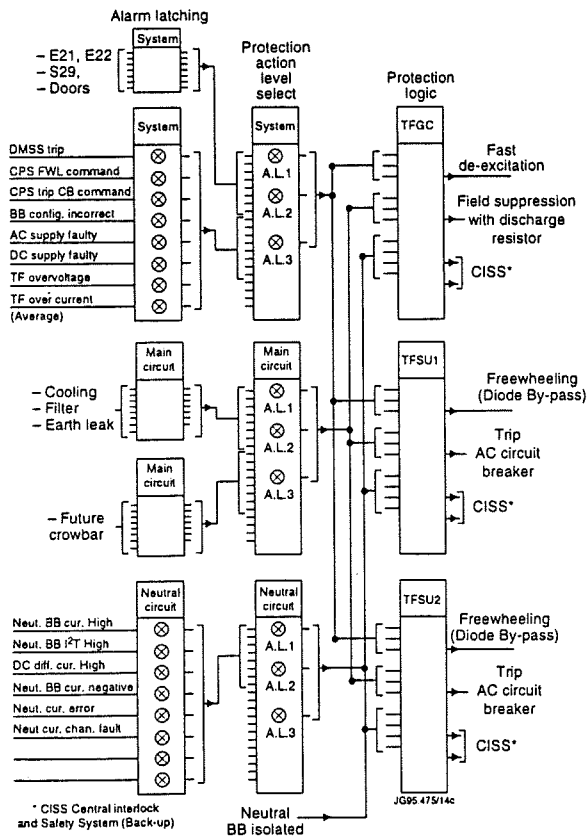 Alarm latching
System
– E21, E22
– S29,
– Doors
Protection
action
level
select
Protection
logic
System
DMSS trip
CPS FWL command
CPS trip CB command
BB config. incorrect
AC supply faulty
DC supply faulty
TF overvoltage
TF over current
(Average)
System
A.L.1
A.L.2
A.L.3
TFGC
Fast
de-excitation
Field suppression
with discharge
resistor
CISS*
Main
circuit
– Cooling
– Filter
– Earth leak
Main
circuit
A.L.1
A.L.2
A.L.3
TFSU1
Freewheeling
(Diode By-pass)
Trip
AC circuit
breaker
CISS*
Main
circuit
– Future
crowbar
Neutral
circuit
Neut. BB cur. High
Neut. BB I²T High
DC diff. cur. High
Neut. BB cur. negative
Neut. cur. error
Neut cur. chan. fault
Neutral
circuit
A.L.1
A.L.2
A.L.3
TFSU2
Freewheeling
(Diode By-pass)
Trip
AC circuit
breaker
CISS*
* CISS Central interlock
and Safety System (Back-up)
Neutral
BB isolated
JG95.475/14c